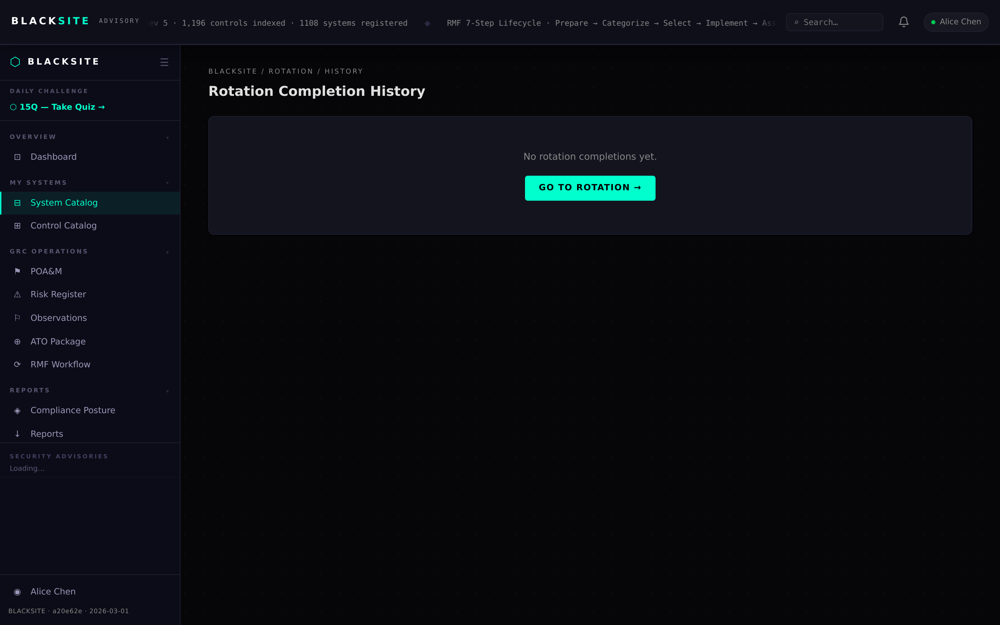 BLACKSITE ADVISORY
ev 5 · 1,196 controls indexed · 1108 systems registered ◆ RMF 7-Step Lifecycle · Prepare → Categorize → Select → Implement → Ass
Search…
Alice Chen
BLACKSITE
DAILY CHALLENGE
15Q — Take Quiz →
OVERVIEW
Dashboard
MY SYSTEMS
System Catalog
Control Catalog
GRC OPERATIONS
POA&M
Risk Register
Observations
ATO Package
RMF Workflow
REPORTS
Compliance Posture
Reports
SECURITY ADVISORIES
Loading…
Alice Chen
BLACKSITE · a20e62e · 2026-03-01
BLACKSITE / ROTATION / HISTORY
Rotation Completion History
No rotation completions yet.
GO TO ROTATION →